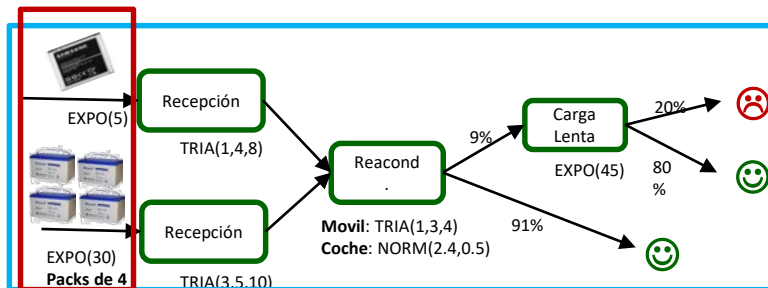 EXPO(5)
Recepción
TRIA(1,4,8)
EXPO(30)
Packs de 4
Recepción
TRIA(3,5,10)
Reacond
.
Movil: TRIA(1,3,4)
Coche: NORM(2.4,0.5)
9%
91%
Carga
Lenta
EXPO(45)
20%
80
%